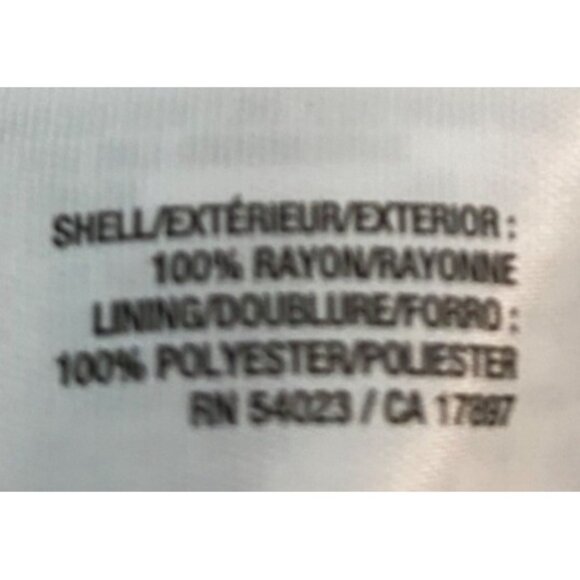 SHELL/EXTÉRIEUR/EXTERIOR :
100% RAYON/RAYONNE
LINING/DOUBLURE/FORRO :
100% POLYESTER/POLIESTER
RN 54023 / CA 17897